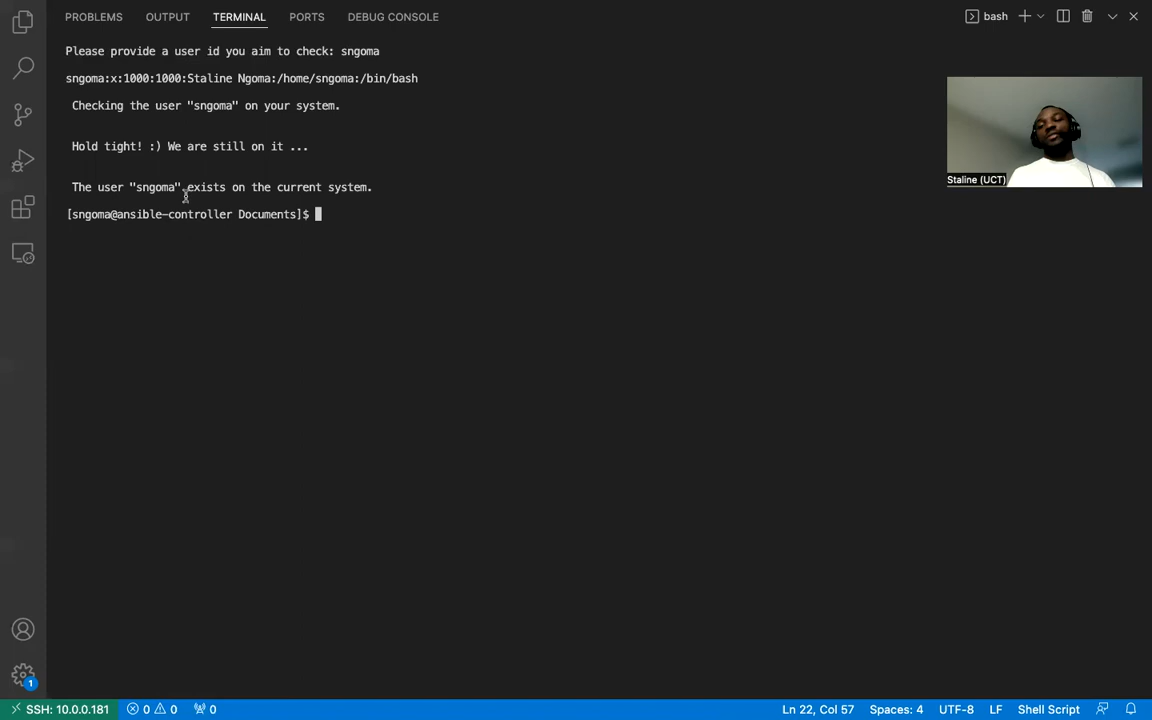 PROBLEMS OUTPUT TERMINAL PORTS DEBUG CONSOLE
bash
Please provide a user id you aim to check: sngoma
sngoma:x:1000:1000:Staline Ngoma:/home/sngoma:/bin/bash
Checking the user "sngoma" on your system.
Hold tight! :) We are still on it ...
The user "sngoma" exists on the current system.
[sngoma@ansible-controller Documents]$
Staline (UCT)
1
SSH: 10.0.0.181 0 0 0 Ln 22, Col 57 Spaces: 4 UTF-8 LF Shell Script